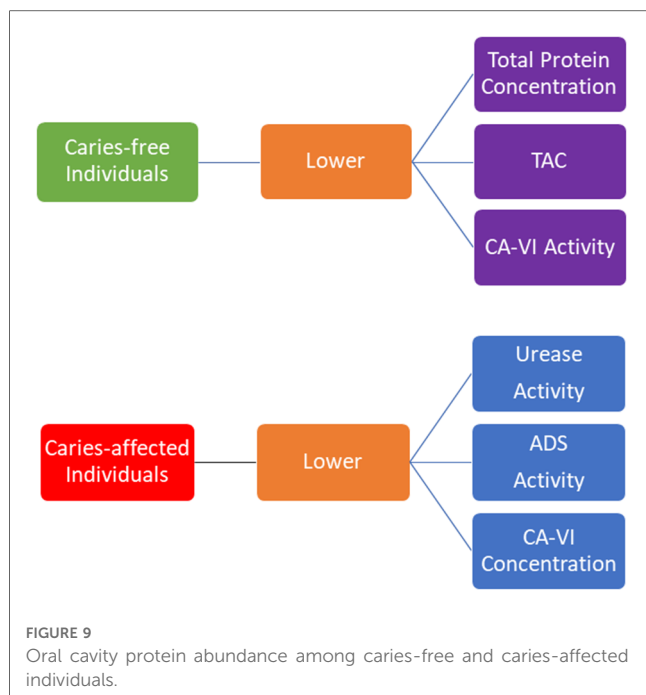 Total Protein
Concentration
Caries-free
Individuals
Lower
TAC
CA-VI Activity
Urease
Activity
Caries-affected
Individuals
Lower
ADS
Activity
CA-VI
Concentration
FIGURE 9
Oral cavity protein abundance among caries-free and caries-affected
individuals.